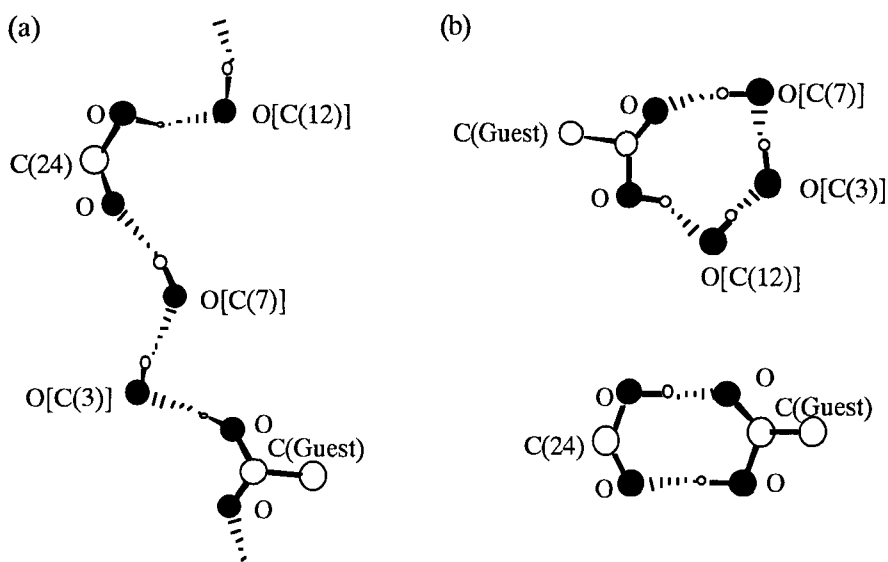 (a)
O
O[C(12)]
C(24)
O
O[C(7)]
O[C(3)]
O
C(Guest)
O
(b)
O
O[C(7)]
C(Guest)
O
O[C(3)]
O[C(12)]
O
O
C(Guest)
C(24)
O
O